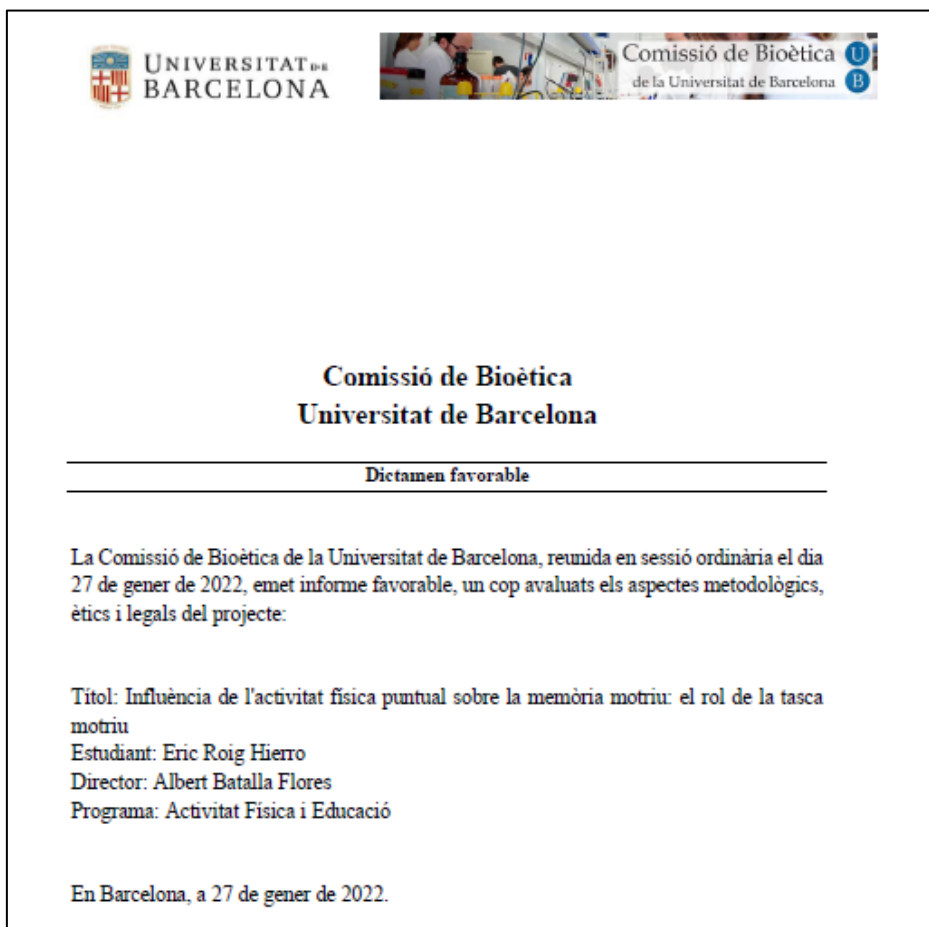 UNIVERSITAT DE
BARCELONA
Comissió de Bioètica
de la Universitat de Barcelona
U
B
Comissió de Bioètica
Universitat de Barcelona
Dictamen favorable
La Comissió de Bioètica de la Universitat de Barcelona, reunida en sessió ordinària el dia
27 de gener de 2022, emet informe favorable, un cop avaluats els aspectes metodològics,
ètics i legals del projecte:
Títol: Influència de l'activitat física puntual sobre la memòria motriu: el rol de la tasca
motriu
Estudiant: Eric Roig Hierro
Director: Albert Batalla Flores
Programa: Activitat Física i Educació
En Barcelona, a 27 de gener de 2022.